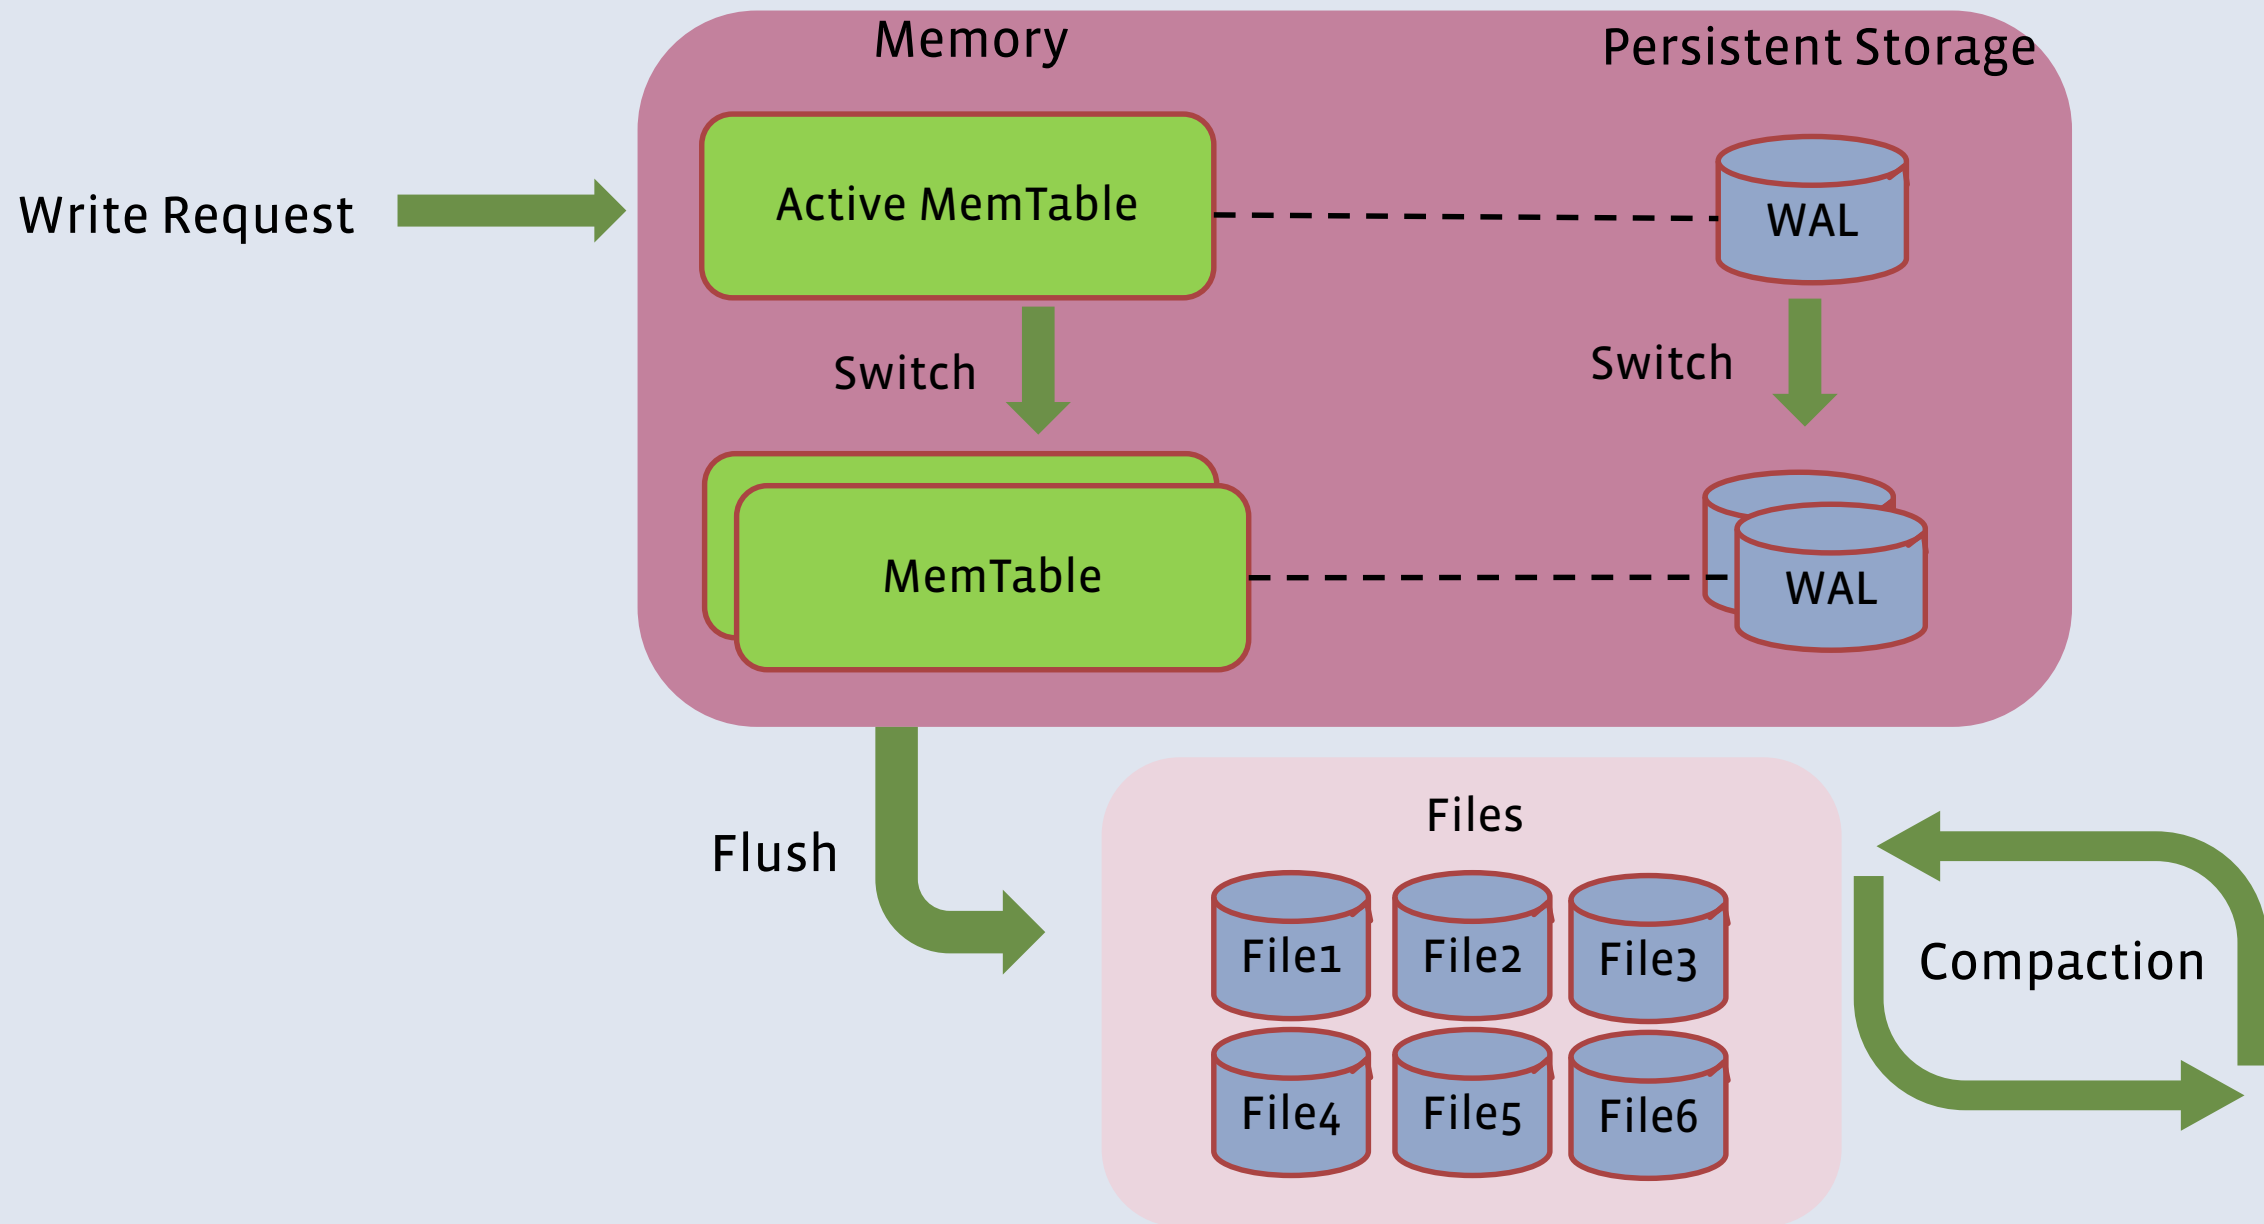 Memory
Persistent Storage
Write Request
Active MemTable
WAL
Switch
Switch
MemTable
WAL
Flush
Files
File1
File2
File3
Compaction
File4
File5
File6